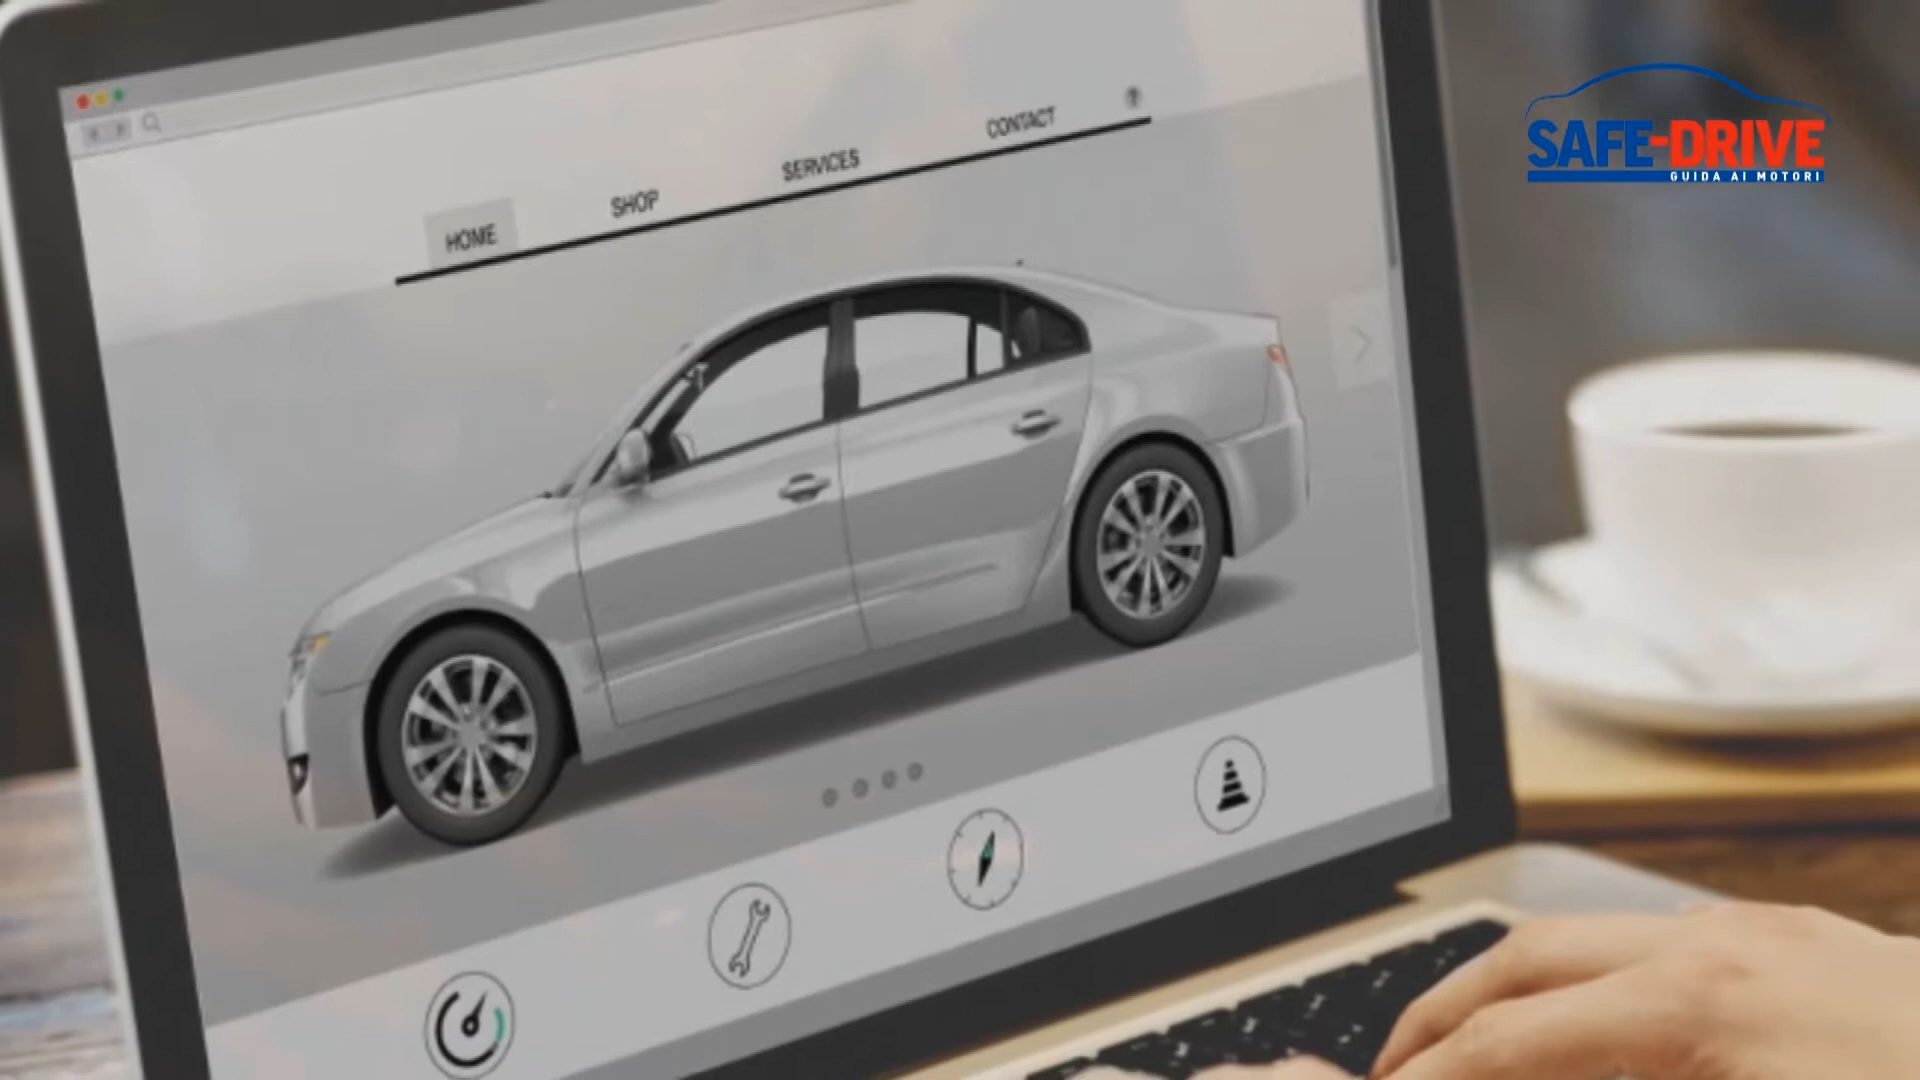 HOME
SHOP
SERVICES
CONTACT
SAFE-DRIVE
GUIDA AI MOTORI